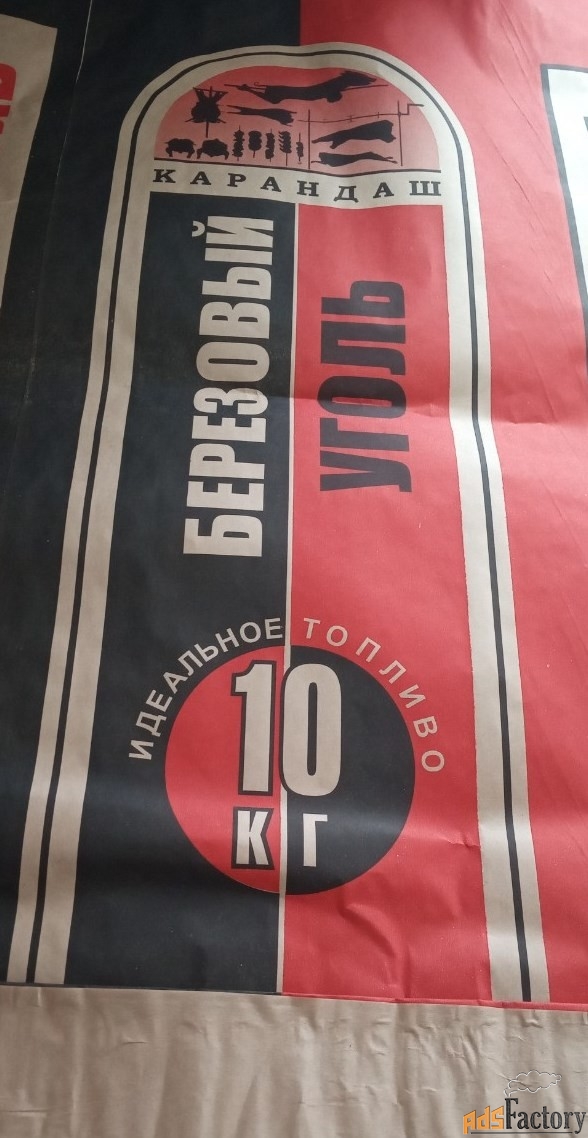 КАРАНДАШ
БЕРЕЗОВЫЙ
УГОЛЬ
ИДЕАЛЬНОЕ ТОПЛИВО
10
КГ
AdsFactory